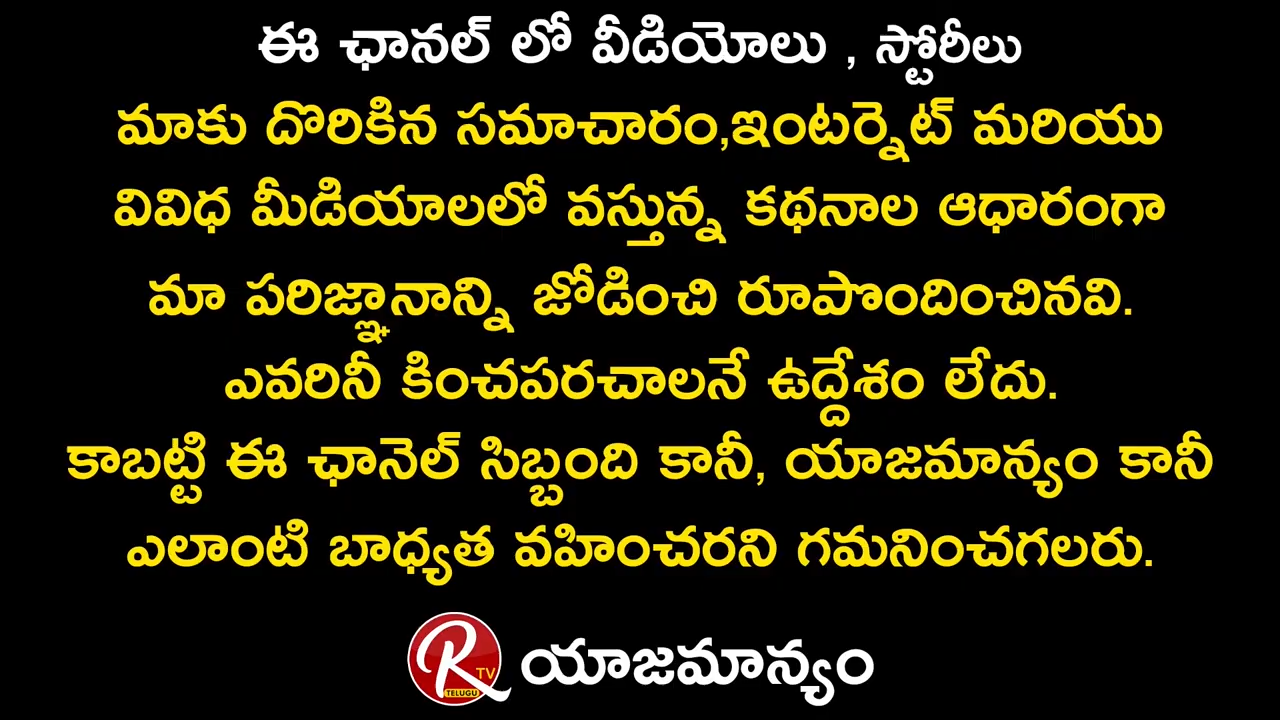 ఈ ఛానల్ లో వీడియోలు , స్టోరీలు
మాకు దొరికిన సమాచారం,ఇంటర్నెట్ మరియు
వివిధ మీడియాలలో వస్తున్న కథనాల ఆధారంగా
మా పరిజ్ఞానాన్ని జోడించి రూపొందించినవి.
ఎవరినీ కించపరచాలనే ఉద్దేశం లేదు.
కాబట్టి ఈ ఛానెల్ సిబ్బంది కానీ, యాజమాన్యం కానీ
ఎలాంటి బాధ్యత వహించరని గమనించగలరు.
R TV TELUGU యాజమాన్యం